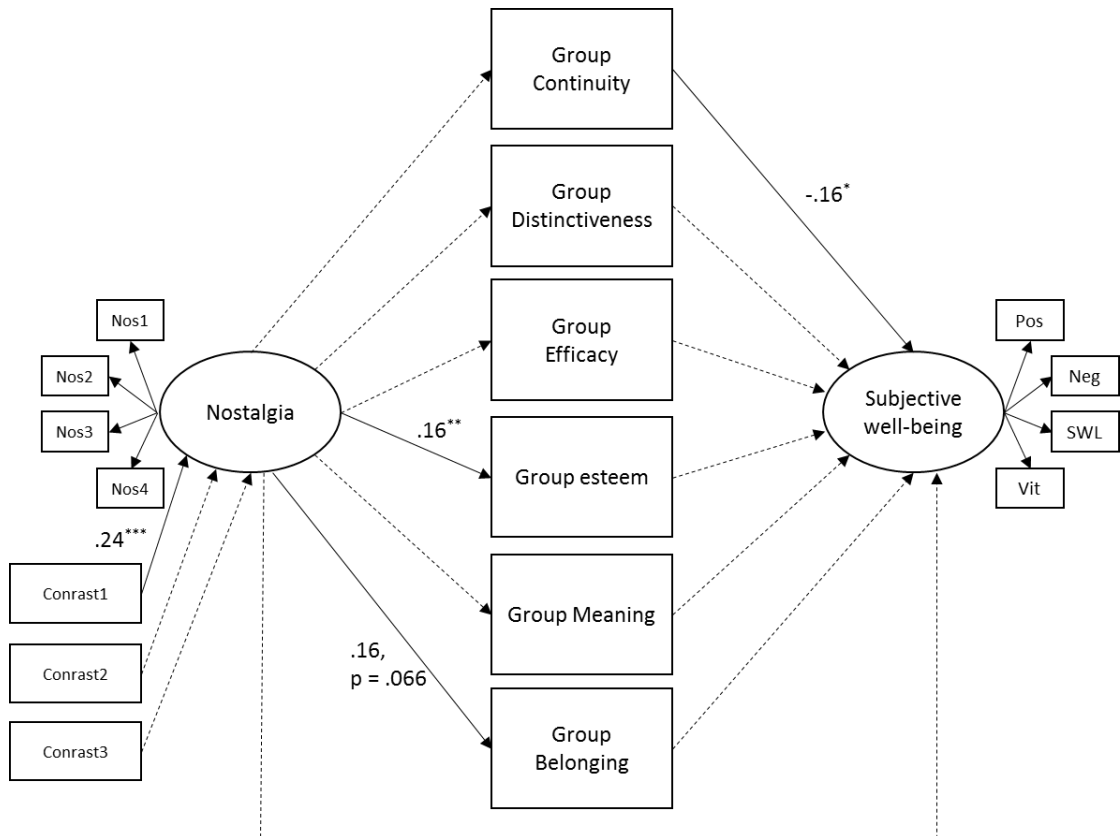 Group
Continuity
-.16*
Group
Distinctiveness
Nos1
Pos
Group
Efficacy
Nos2
Neg
Nostalgia
Subjective
well-being
Nos3
SWL
.16**
Group esteem
Nos4
Vit
.24***
Conrast1
Group Meaning
.16,
p = .066
Conrast2
Group
Belonging
Conrast3